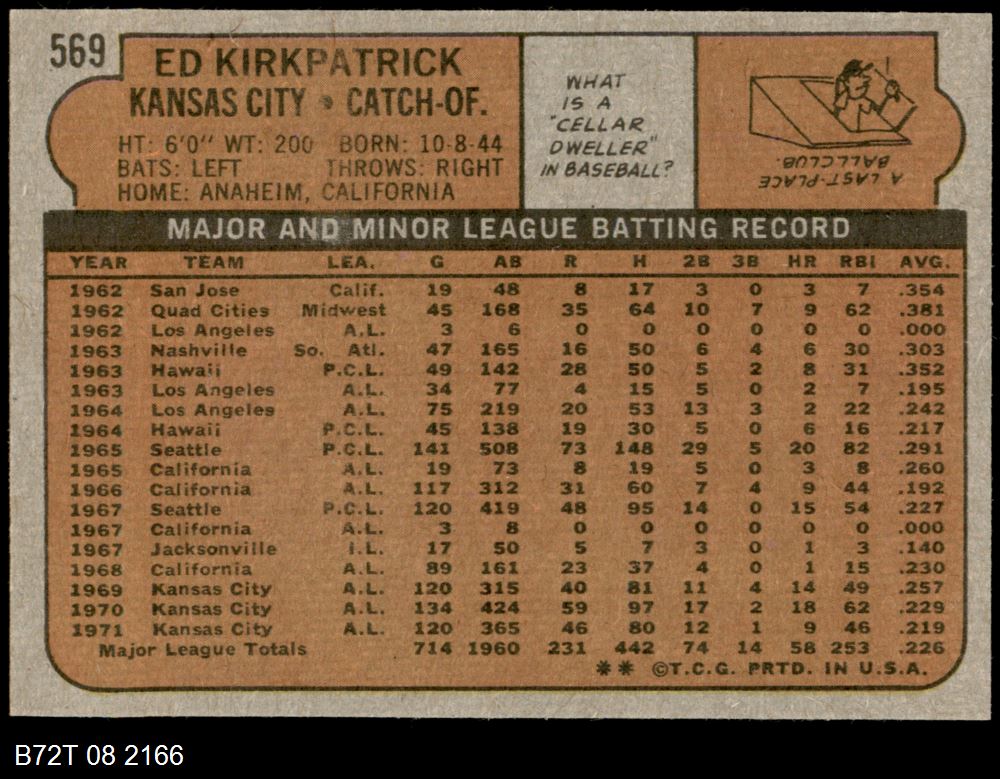 569
ED KIRKPATRICK
KANSAS CITY • CATCH-OF.
HT: 6'0" WT: 200 BORN: 10-8-44
BATS: LEFT THROWS: RIGHT
HOME: ANAHEIM, CALIFORNIA
WHAT
IS A
"CELLAR
DWELLER"
IN BASEBALL?
A LAST-PLACE
BALLCLUB.
MAJOR AND MINOR LEAGUE BATTING RECORD
YEAR TEAM LEA. G AB R H 2B 3B HR RBI AVG.
1962 San Jose Calif. 19 48 8 17 3 0 3 7 .354
1962 Quad Cities Midwest 45 168 35 64 10 7 9 62 .381
1962 Los Angeles A.L. 3 6 0 0 0 0 0 0 .000
1963 Nashville So. Atl. 47 165 16 50 6 4 6 30 .303
1963 Hawaii P.C.L. 49 142 28 50 5 2 8 31 .352
1963 Los Angeles A.L. 34 77 4 15 5 0 2 7 .195
1964 Los Angeles A.L. 75 219 20 53 13 3 2 22 .242
1964 Hawaii P.C.L. 45 138 19 30 5 0 6 16 .217
1965 Seattle P.C.L. 141 508 73 148 29 5 20 82 .291
1965 California A.L. 19 73 8 19 5 0 3 8 .260
1966 California A.L. 117 312 31 60 7 4 9 44 .192
1967 Seattle P.C.L. 120 419 48 95 14 0 15 54 .227
1967 California A.L. 3 8 0 0 0 0 0 0 .000
1967 Jacksonville I.L. 17 50 5 7 3 0 1 3 .140
1968 California A.L. 89 161 23 37 4 0 1 15 .230
1969 Kansas City A.L. 120 315 40 81 11 4 14 49 .257
1970 Kansas City A.L. 134 424 59 97 17 2 18 62 .229
1971 Kansas City A.L. 120 365 46 80 12 1 9 46 .219
Major League Totals 714 1960 231 442 74 14 58 253 .226
** ©T.C.G. PRTD. IN U.S.A.
B72T 08 2166